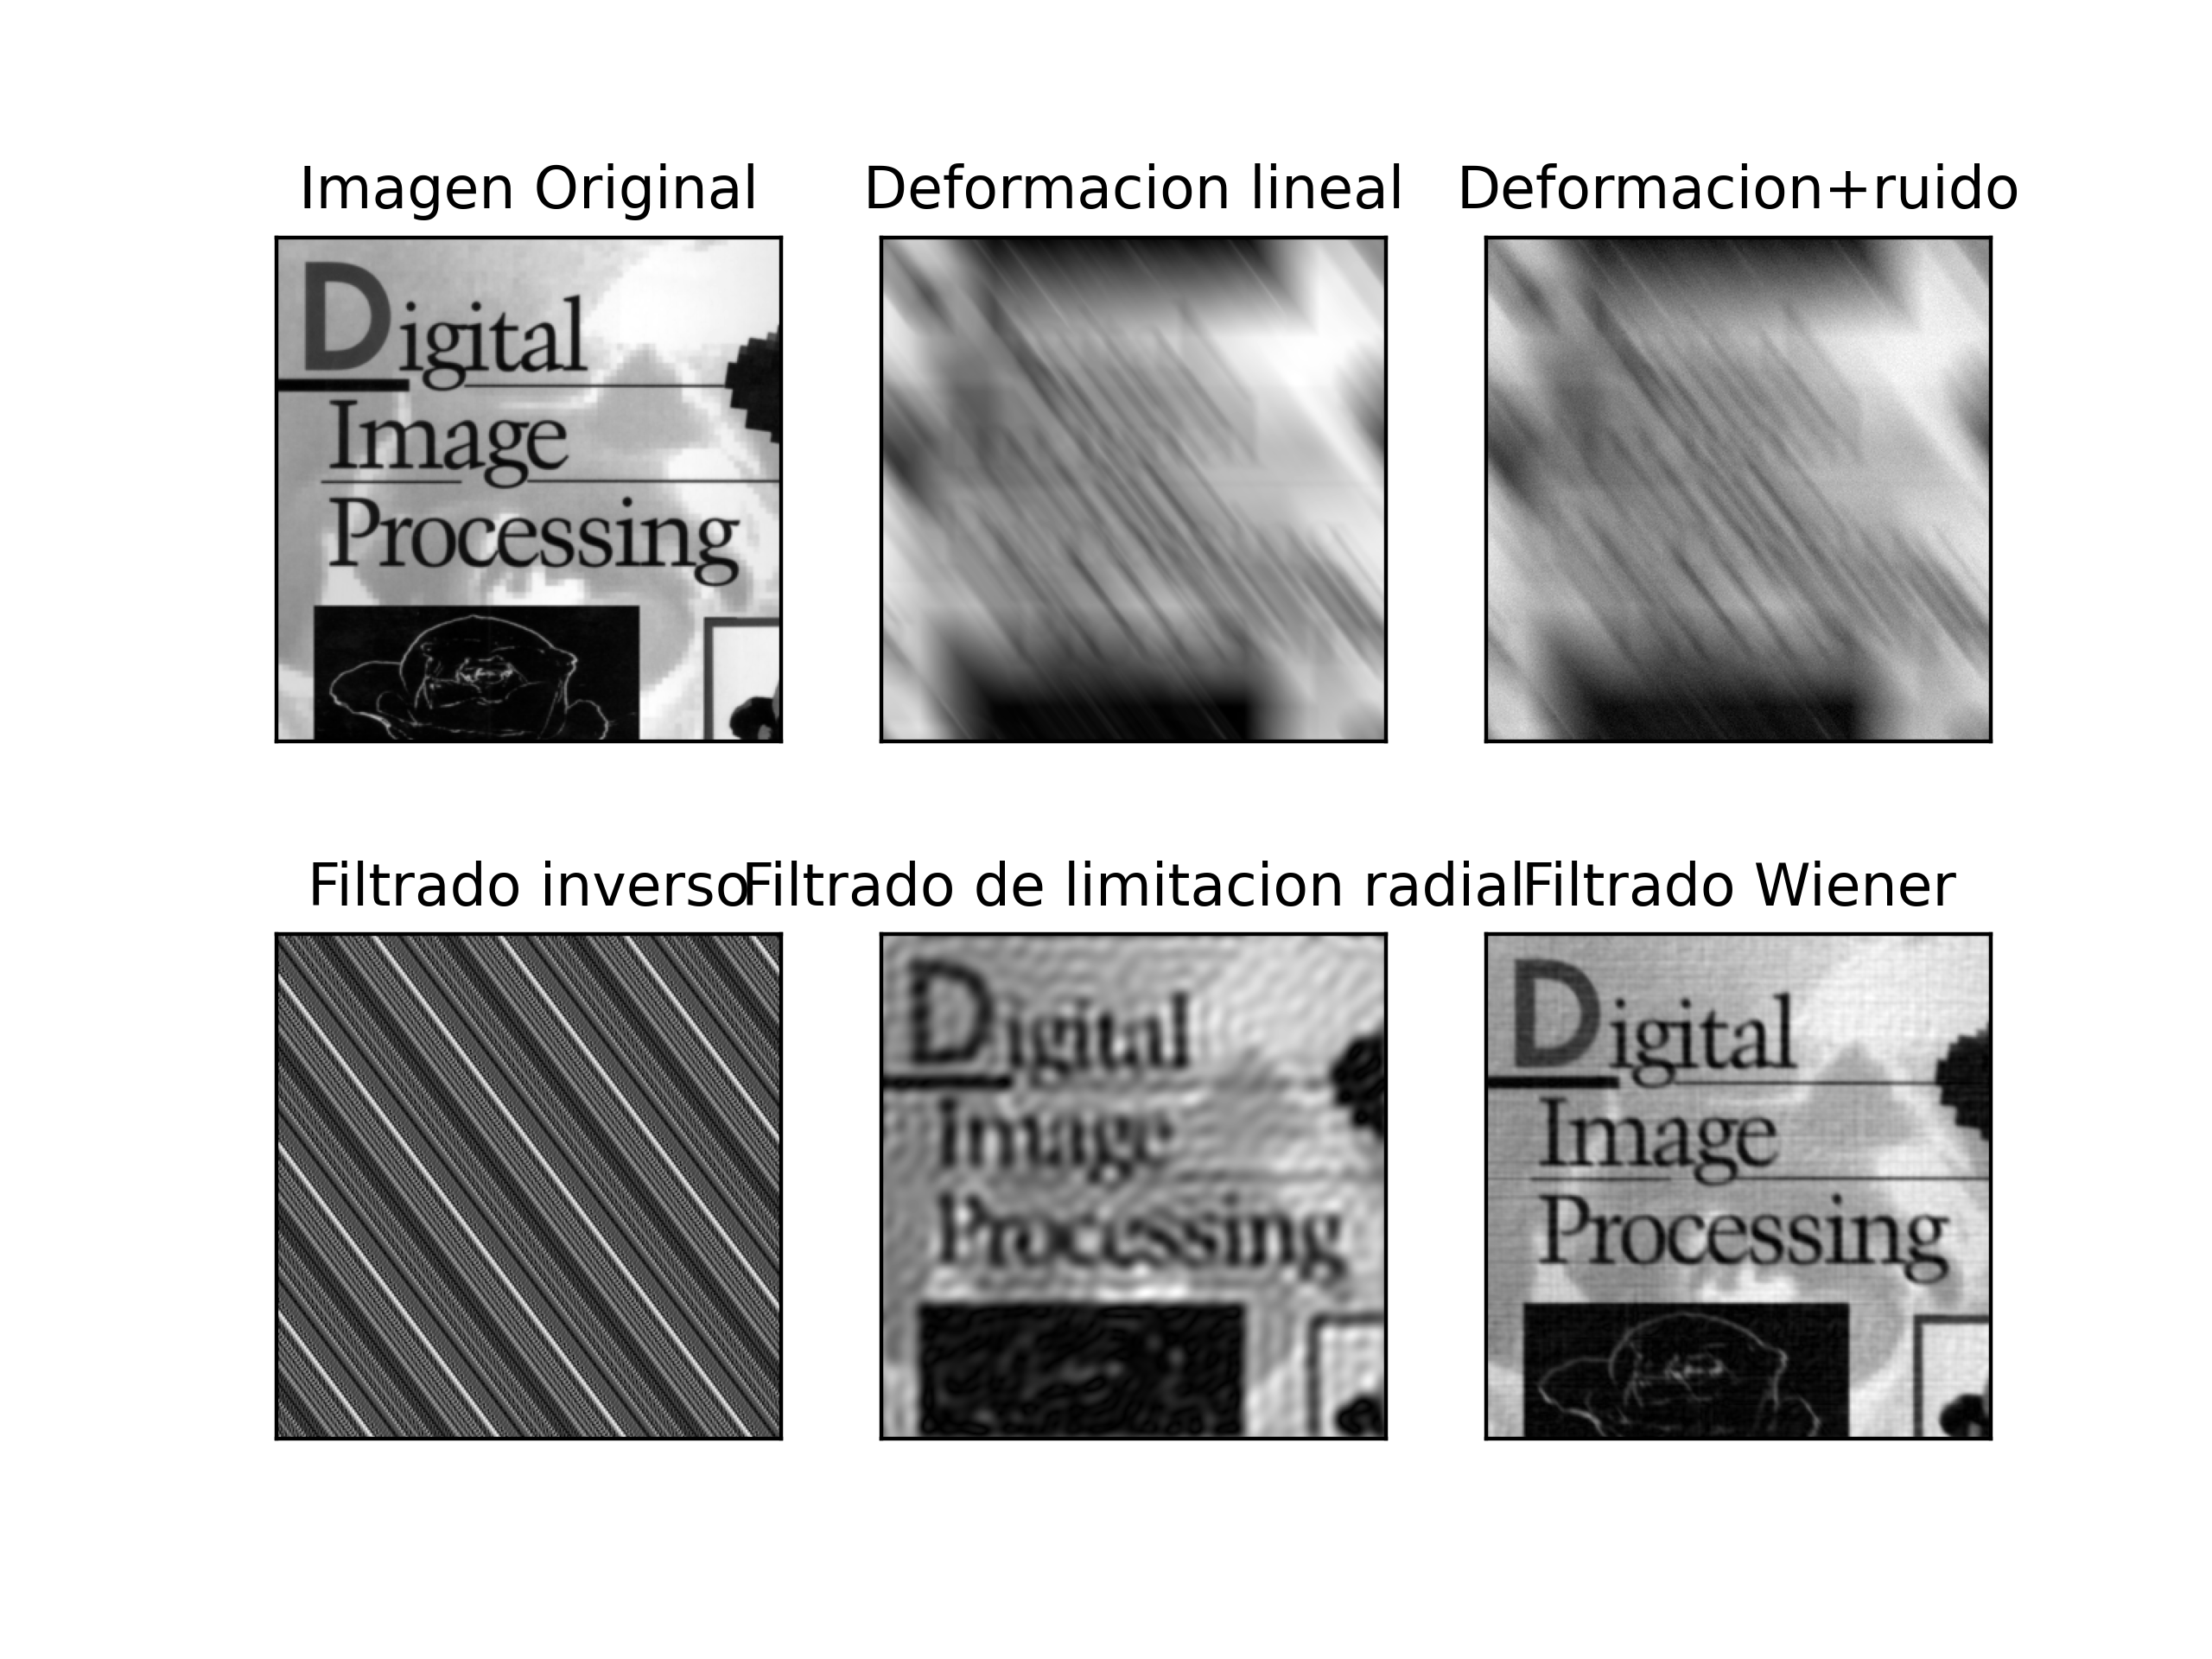 Imagen Original
Deformacion lineal
Deformacion+ruido
Digital
Image
Processing
Filtrado inverso
Filtrado de limitacion radial
Filtrado Wiener
Digital
Image
Processing
Digital
Image
Processing